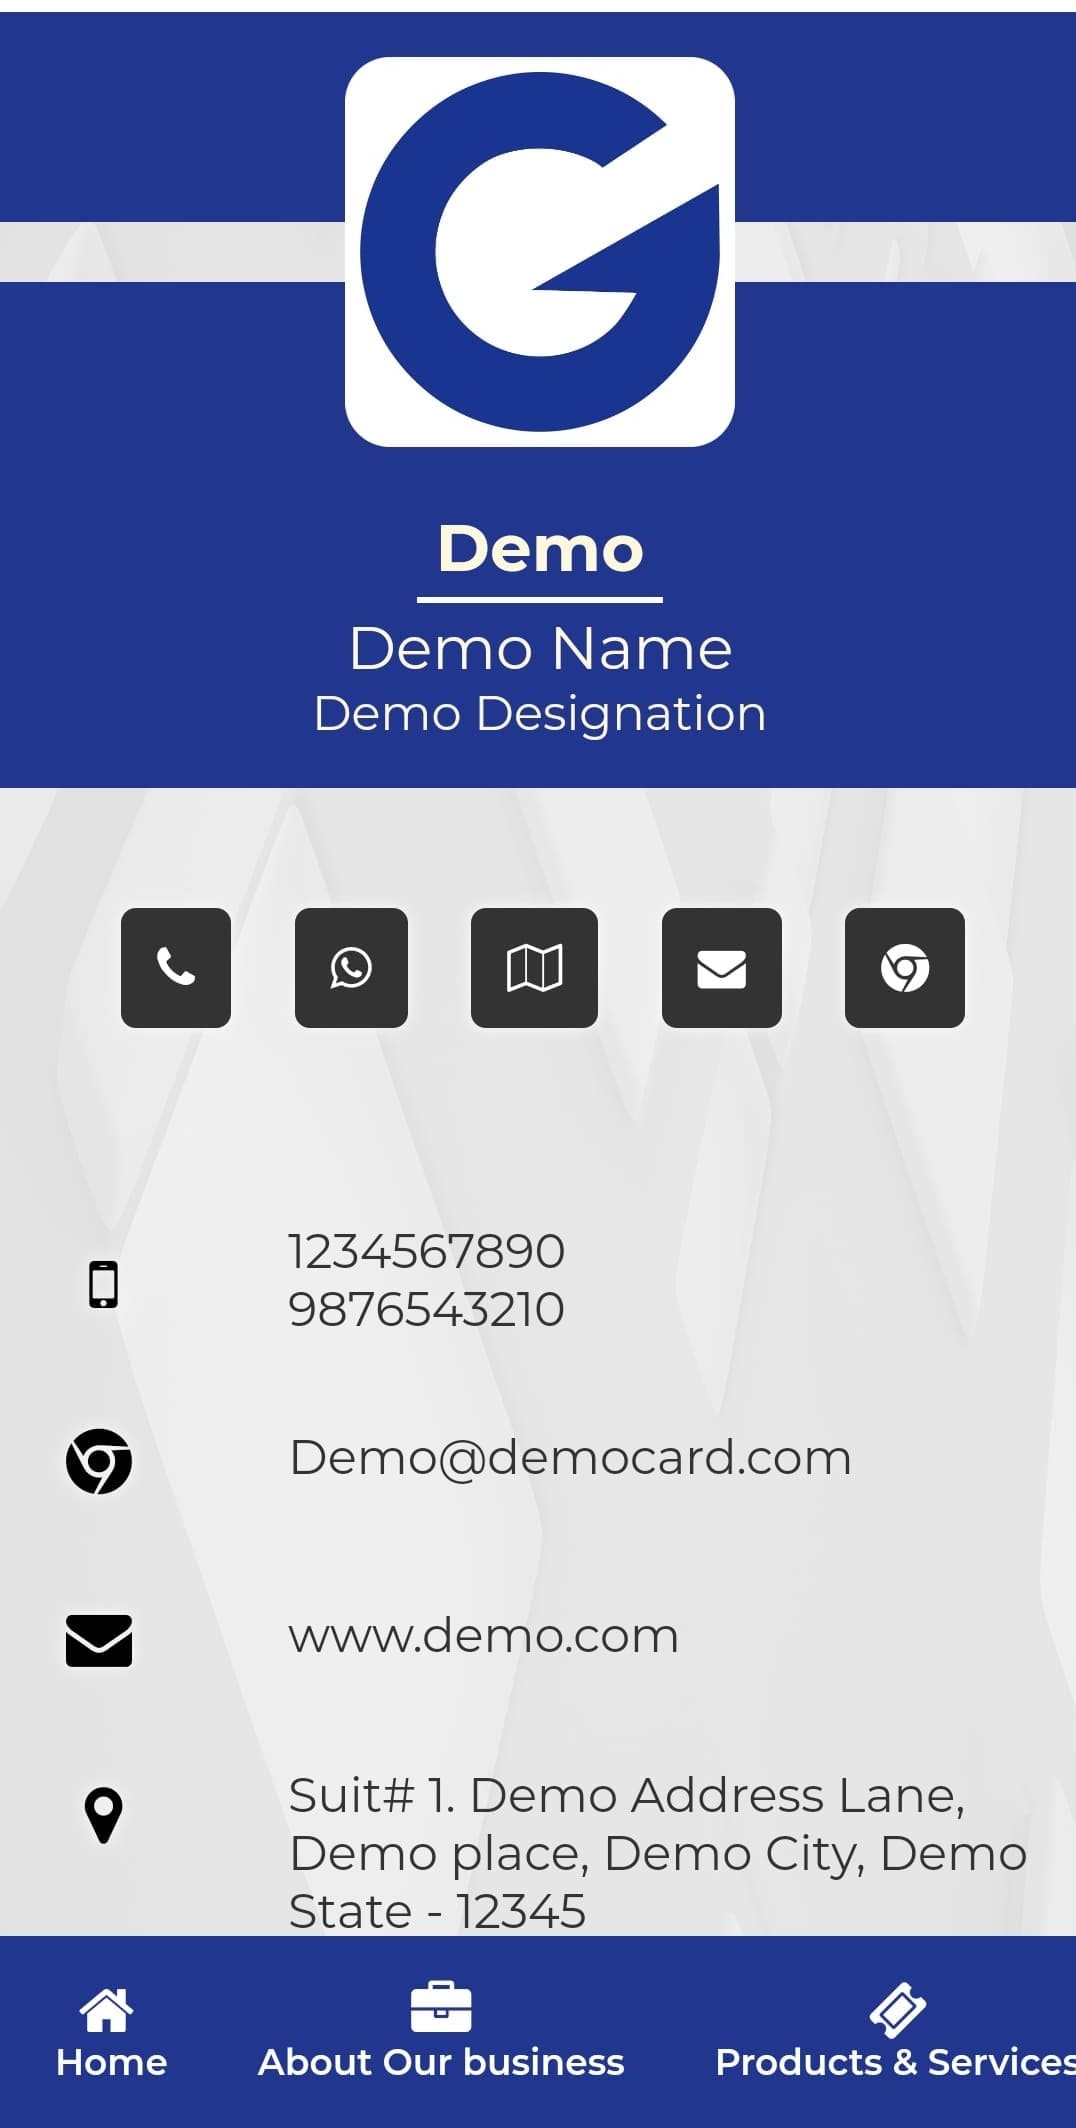 Demo
Demo Name
Demo Designation
1234567890
9876543210
Demo@democard.com
www.demo.com
Suit# 1. Demo Address Lane,
Demo place, Demo City, Demo
State - 12345
Home
About Our business
Products & Services